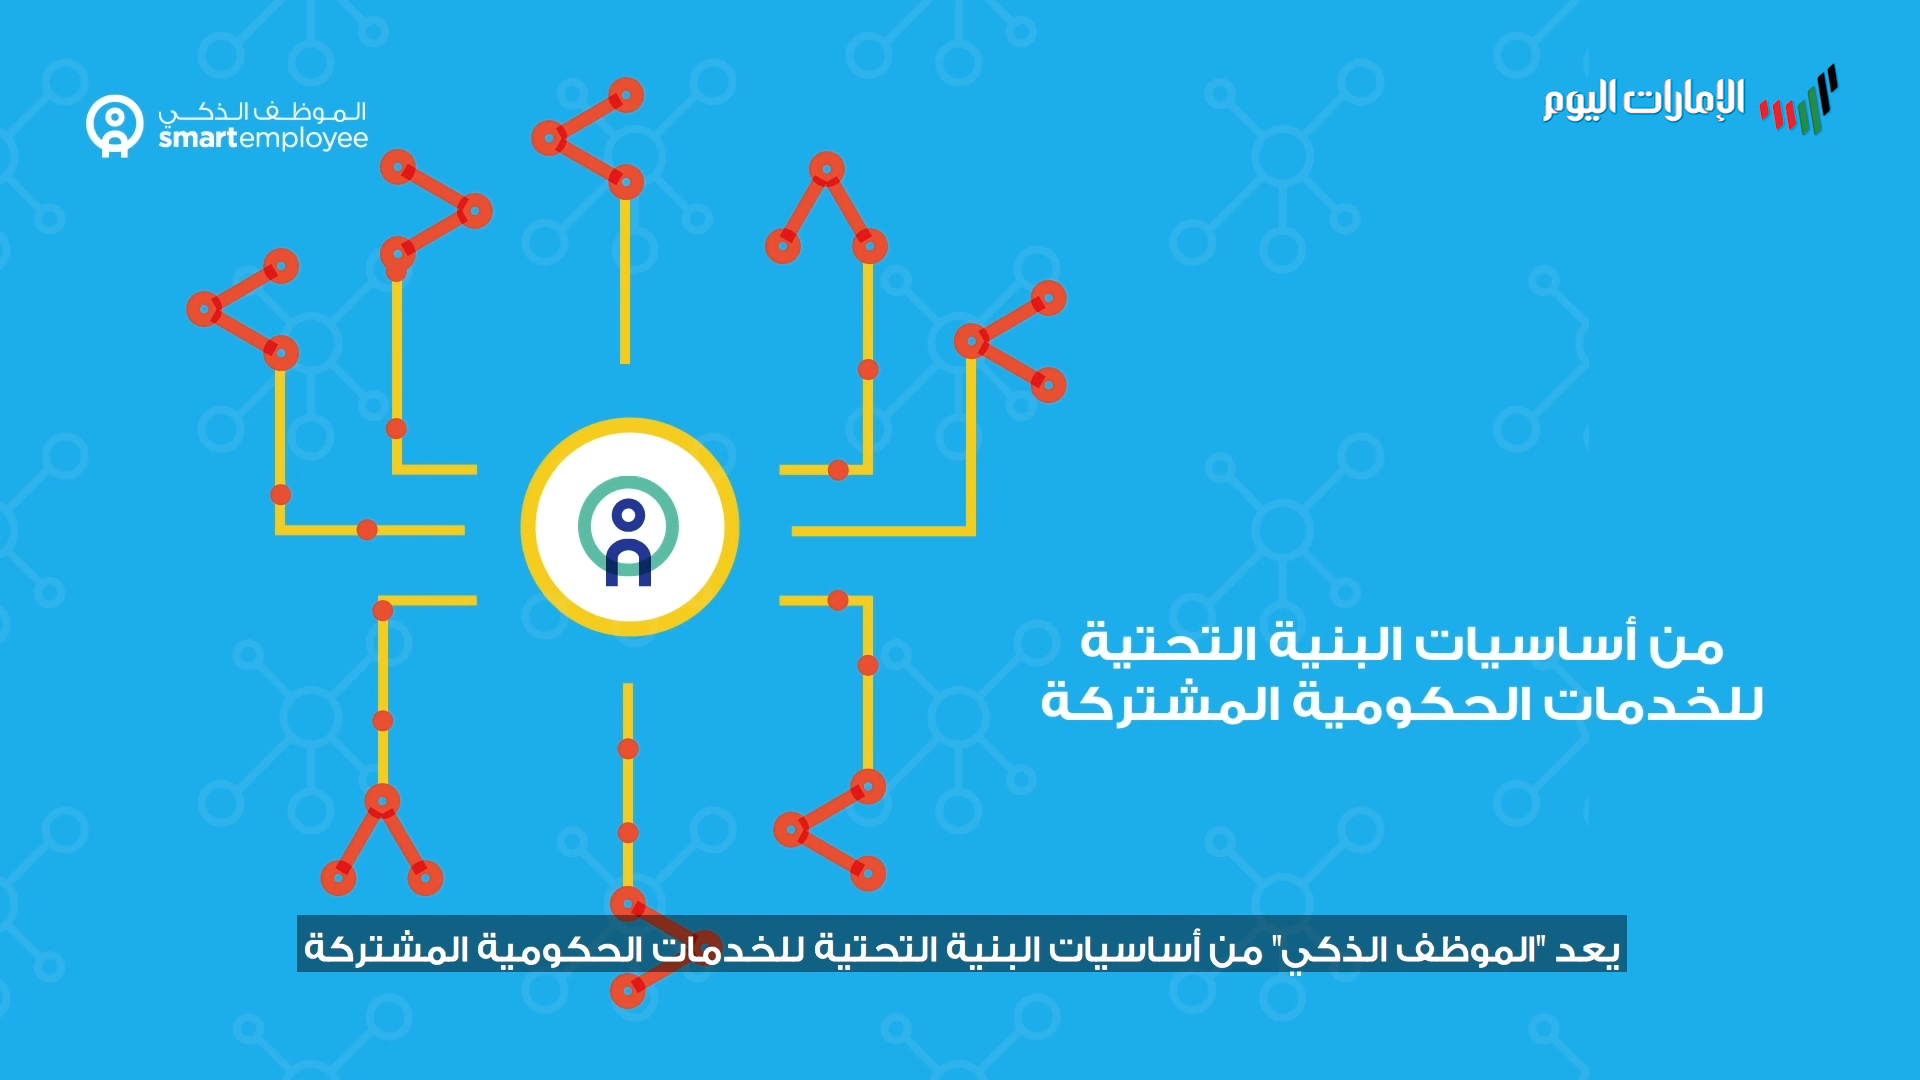 الموظف الذكي
smartemployee
الإمارات اليوم
من أساسيات البنية التحتية
للخدمات الحكومية المشتركة
يعد "الموظف الذكي" من أساسيات البنية التحتية للخدمات الحكومية المشتركة